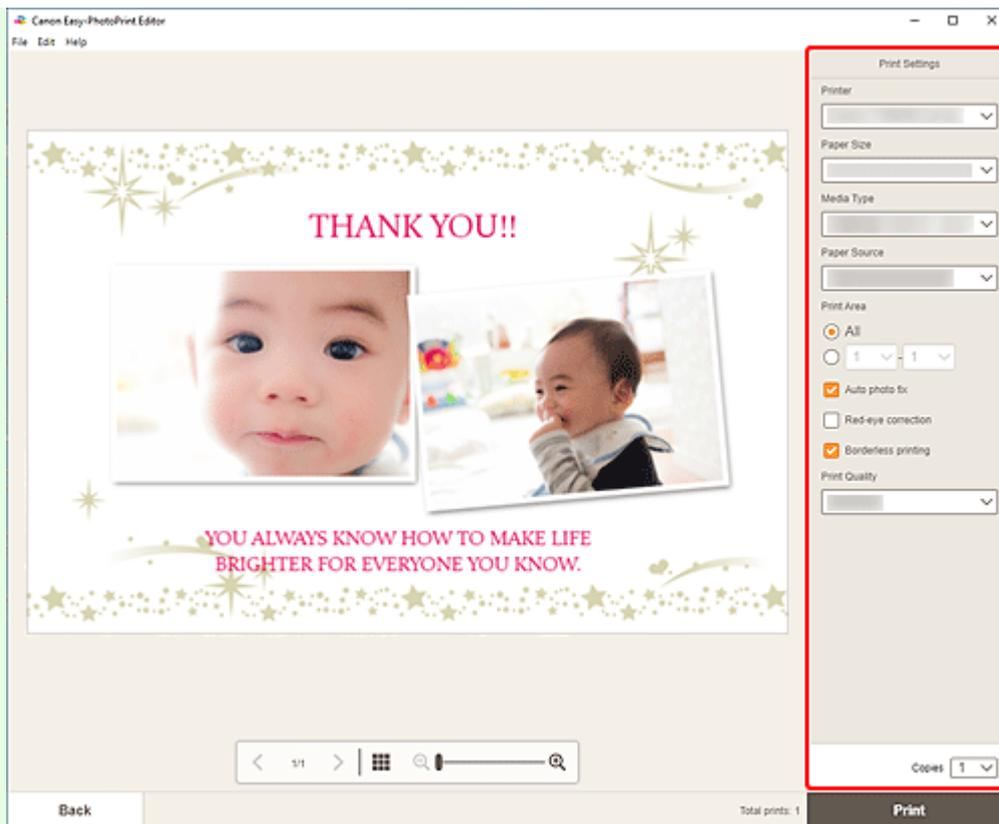 Canon Easy-PhotoPrint Editor
File Edit Help
Print Settings
Printer
Paper Size
Media Type
Paper Source
Print Area
All
1 - 1
Auto photo fix
Red-eye correction
Borderless printing
Print Quality
THANK YOU!!
YOU ALWAYS KNOW HOW TO MAKE LIFE
BRIGHTER FOR EVERYONE YOU KNOW.
1/1
Copies 1
Back
Total prints: 1
Print